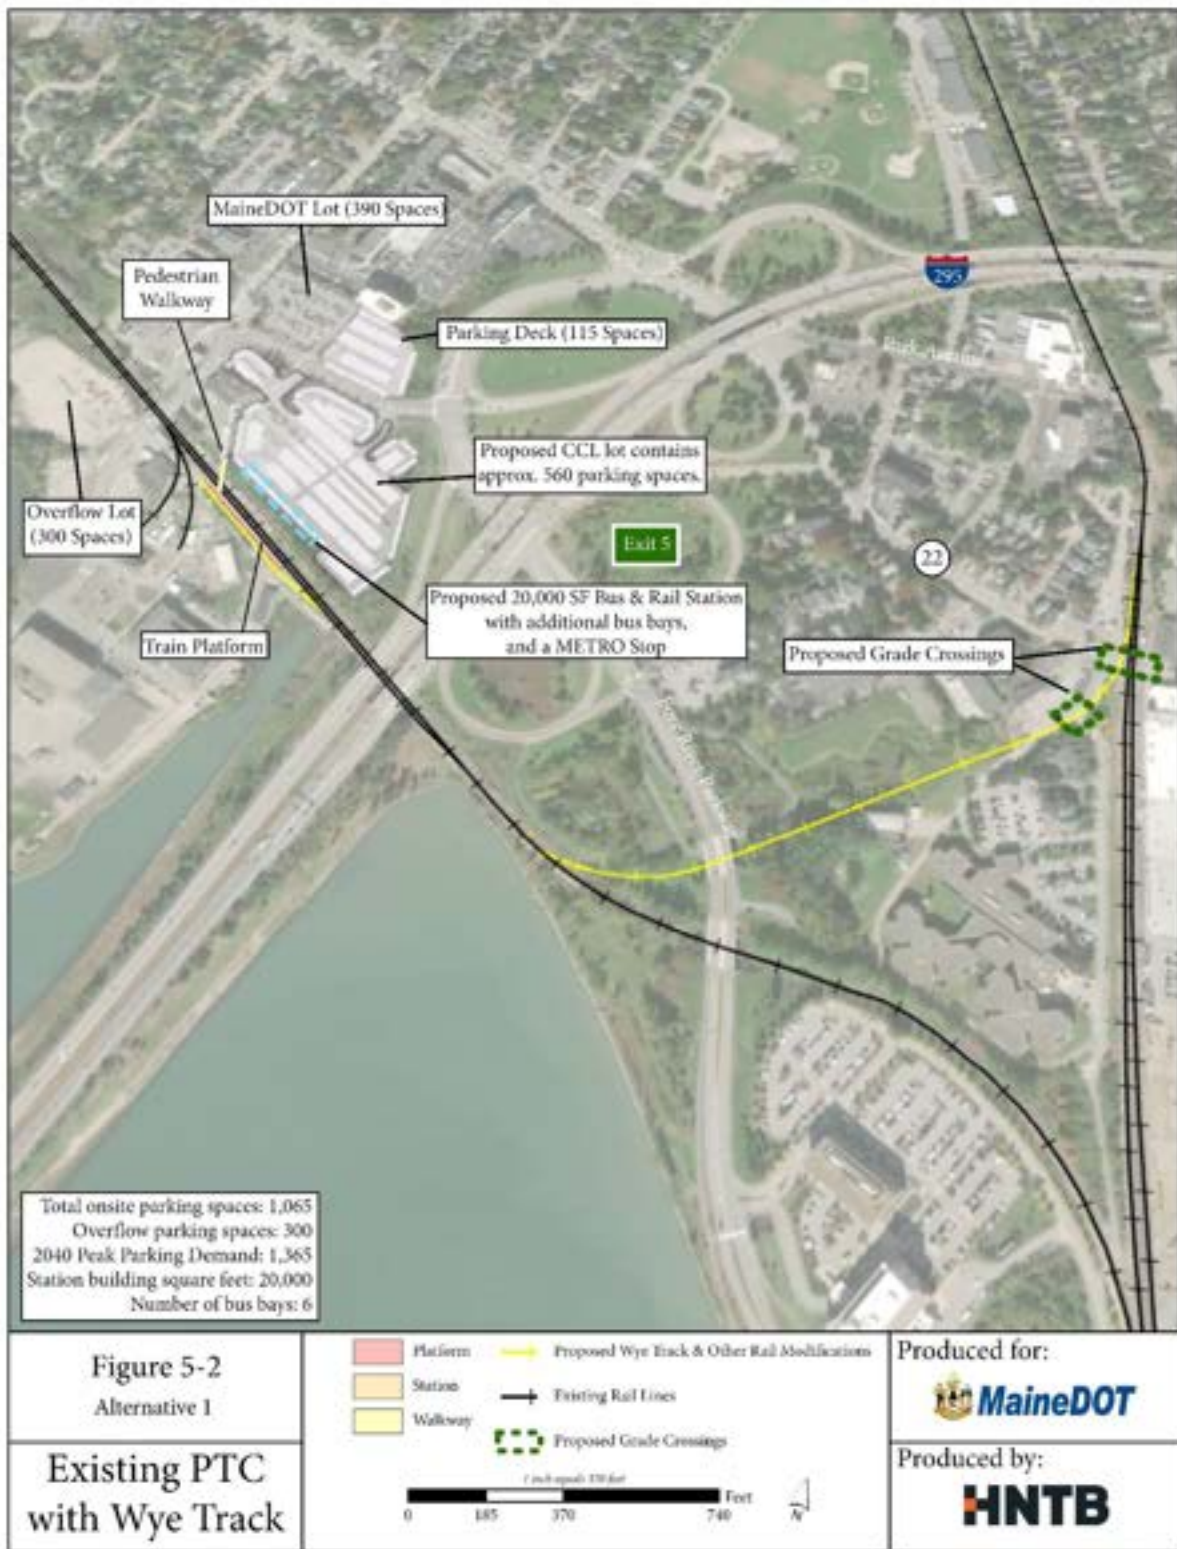 MaineDOT Lot (390 Spaces)
Pedestrian
Walkway
295
Parking Deck (115 Spaces)
Proposed CCL lot contains
approx. 560 parking spaces.
Overflow Lot
(300 Spaces)
Exit 5
22
Proposed 20,000 SF Bus & Rail Station
with additional bus bays,
and a METRO Stop
Train Platform
Proposed Grade Crossings
Total onsite parking spaces: 1,065
Overflow parking spaces: 300
2040 Peak Parking Demand: 1,365
Station building square feet: 20,000
Number of bus bays: 6
Figure 5-2
Alternative 1
Existing PTC
with Wye Track
Platform
Station
Walkway
Proposed Wye Track & Other Rail Modifications
Existing Rail Lines
Proposed Grade Crossings
1 inch equals 370 feet
Feet
0 185 370 740
N
Produced for:
MaineDOT
Produced by:
HNTB